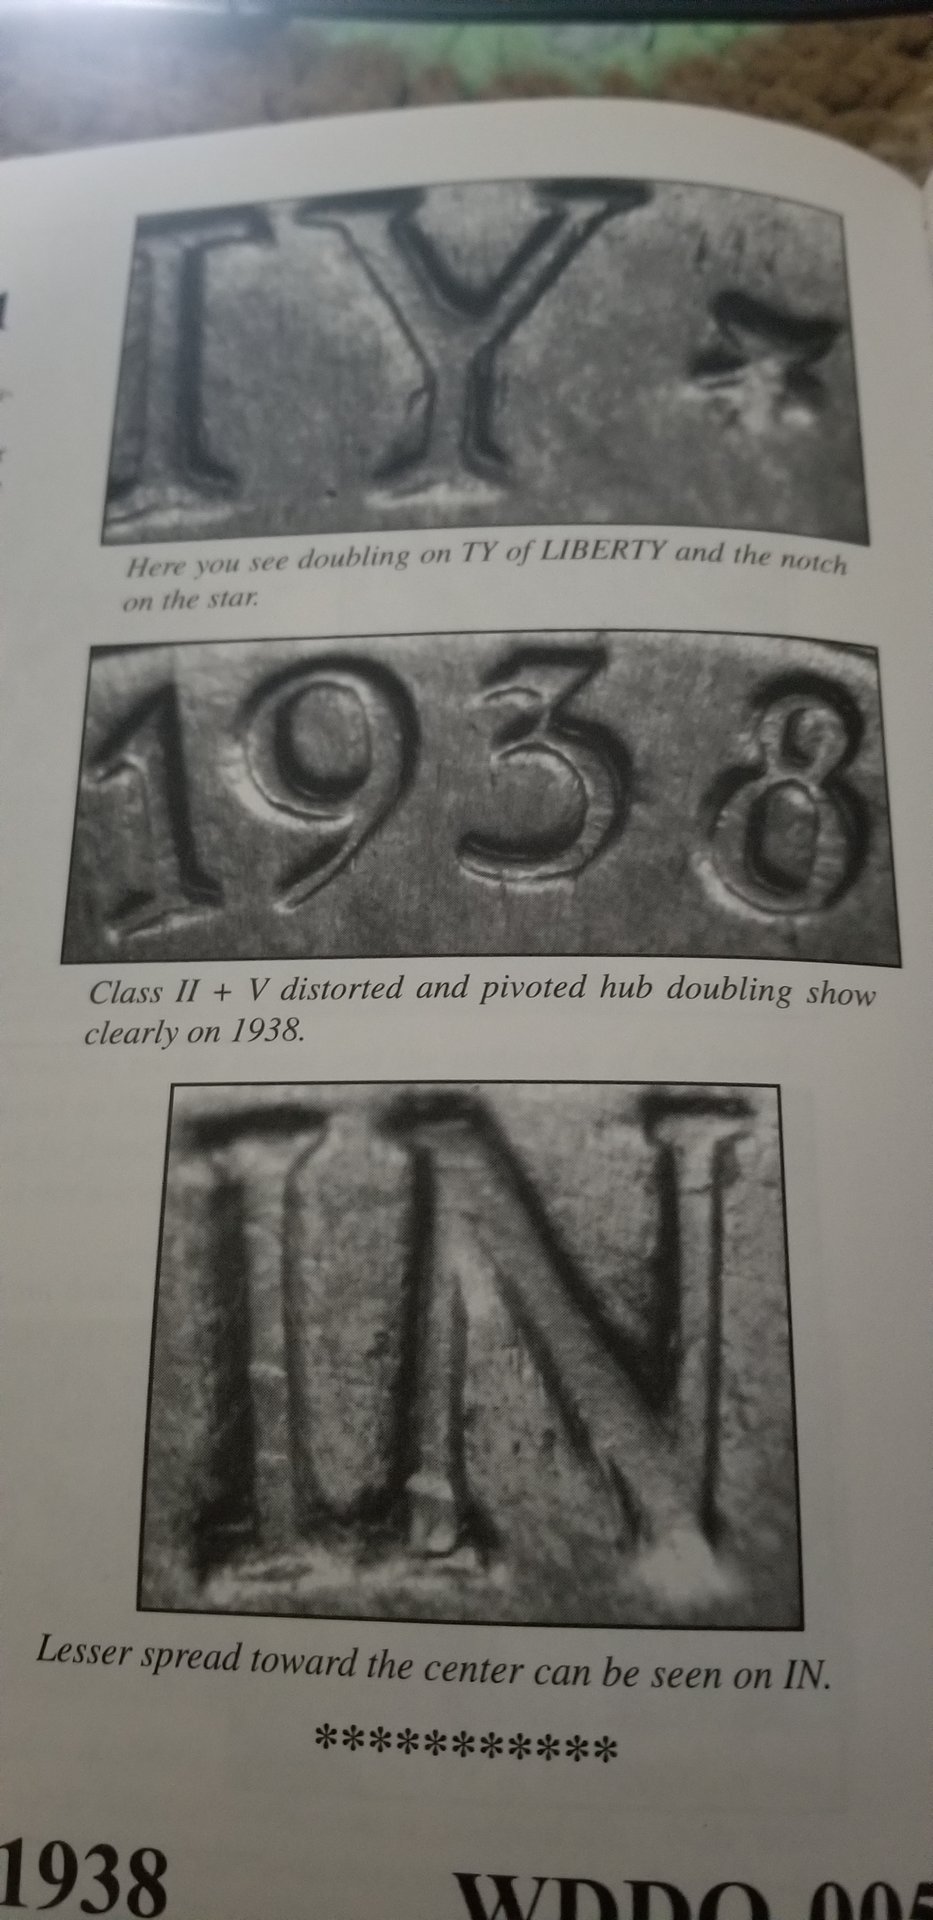 TY
Here you see doubling on TY of LIBERTY and the notch
on the star.
1938
Class II + V distorted and pivoted hub doubling show
clearly on 1938.
IN
Lesser spread toward the center can be seen on IN.
***********
1938 WDDO 005